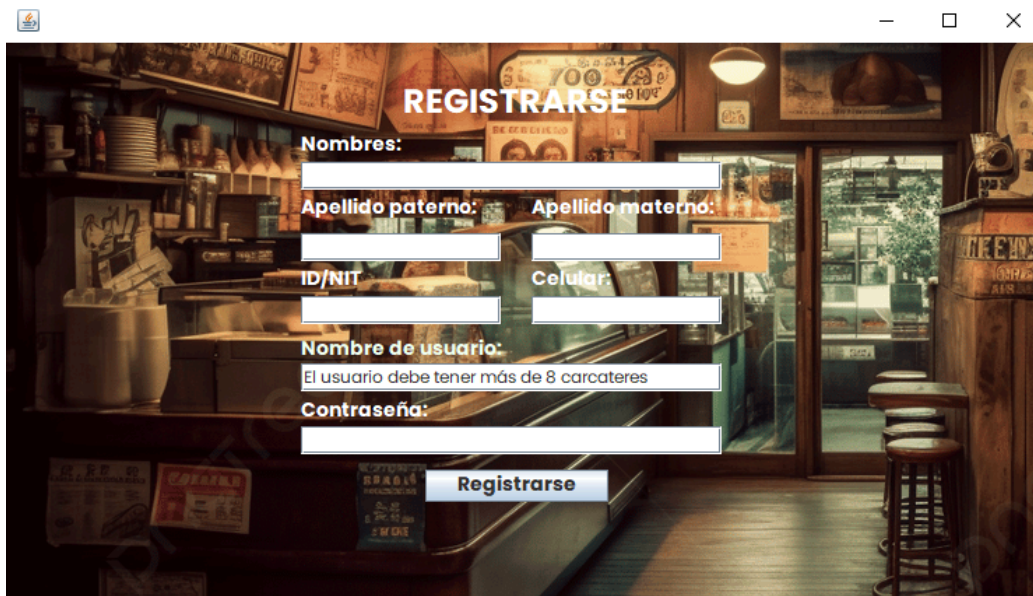 REGISTRARSE
Nombres:
Apellido paterno: Apellido materno:
ID/NIT Celular:
Nombre de usuario:
El usuario debe tener más de 8 carcateres
Contraseña:
Registrarse